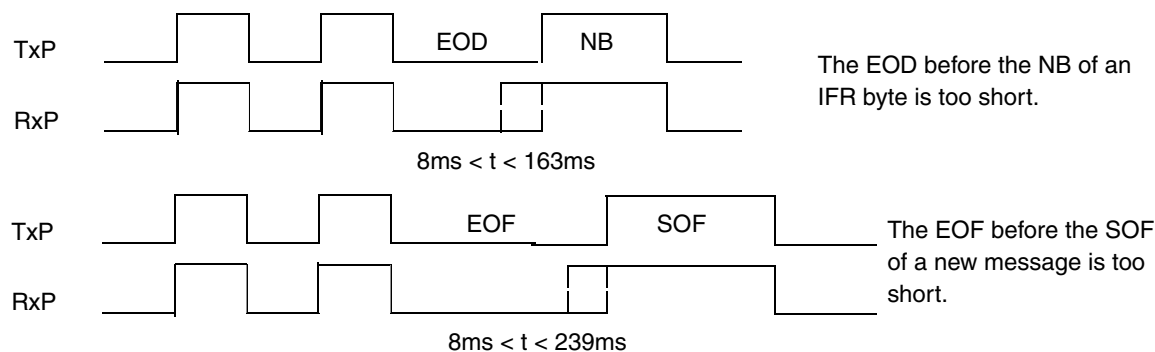 TxP
EOD
NB
The EOD before the NB of an
IFR byte is too short.
RxP
8ms < t < 163ms
TxP
EOF
SOF
The EOF before the SOF
of a new message is too
short.
RxP
8ms < t < 239ms